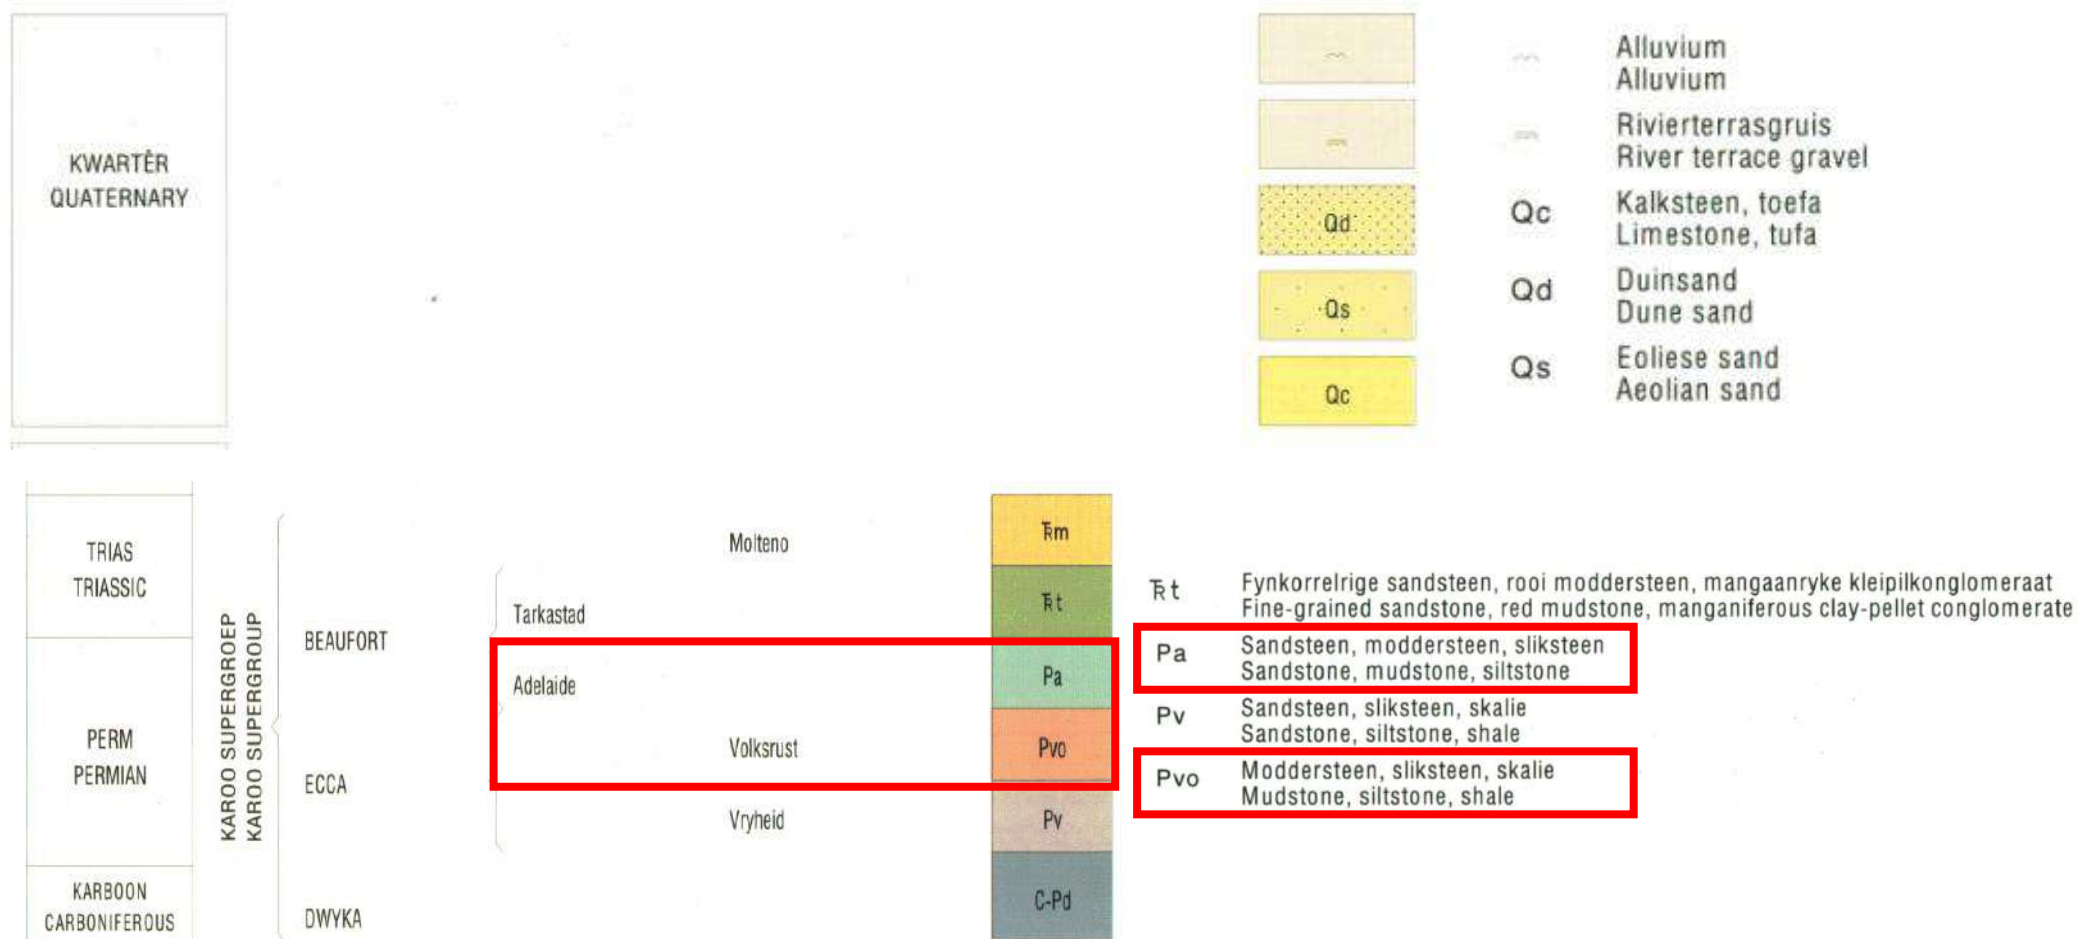 KWARTÊR
QUATERNARY
Qd
Qs
Qc
Alluvium
Alluvium
Rivierterrasgruis
River terrace gravel
Qc
Kalksteen, toefa
Limestone, tufa
Qd
Duinsand
Dune sand
Qs
Eoliese sand
Aeolian sand
TRIAS
TRIASSIC
PERM
PERMIAN
KARBOON
CARBONIFEROUS
KAROO SUPERGROEP
KAROO SUPERGROUP
BEAUFORT
ECCA
DWYKA
Tarkastad
Adelaide
Molteno
Volksrust
Vryheid
T̄Rm
T̄Rt
Pa
Pvo
Pv
C-Pd
T̄Rt
Fynkorrelrige sandsteen, rooi moddersteen, mangaanryke kleipilkonglomeraat
Fine-grained sandstone, red mudstone, manganiferous clay-pellet conglomerate
Pa
Sandsteen, moddersteen, sliksteen
Sandstone, mudstone, siltstone
Pv
Sandsteen, sliksteen, skalie
Sandstone, siltstone, shale
Pvo
Moddersteen, sliksteen, skalie
Mudstone, siltstone, shale